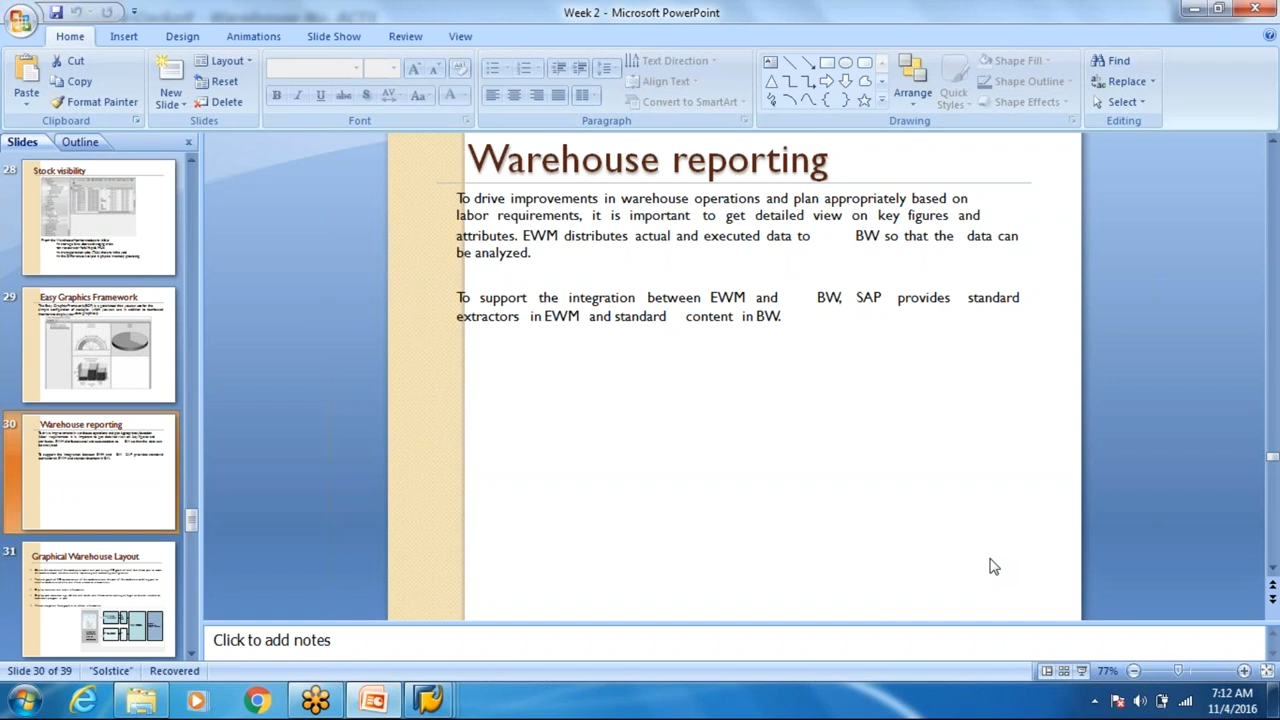 Week 2 - Microsoft PowerPoint
Home Insert Design Animations Slide Show Review View
Paste
Cut
Copy
Format Painter
Clipboard
New Slide
Layout
Reset
Delete
Slides
B I U abc S AV Aa A
Font
Text Direction
Align Text
Convert to SmartArt
Paragraph
Arrange
Quick Styles
Shape Fill
Shape Outline
Shape Effects
Drawing
Find
Replace
Select
Editing
Slides Outline
28
Stock visibility
29
Easy Graphics Framework
30
Warehouse reporting
31
Graphical Warehouse Layout
Warehouse reporting
To drive improvements in warehouse operations and plan appropriately based on
labor requirements, it is important to get detailed view on key figures and
attributes. EWM distributes actual and executed data to BW so that the data can
be analyzed.
To support the integration between EWM and BW, SAP provides standard
extractors in EWM and standard content in BW.
Click to add notes
Slide 30 of 39 "Solstice" Recovered 77%
7:12 AM
11/4/2016